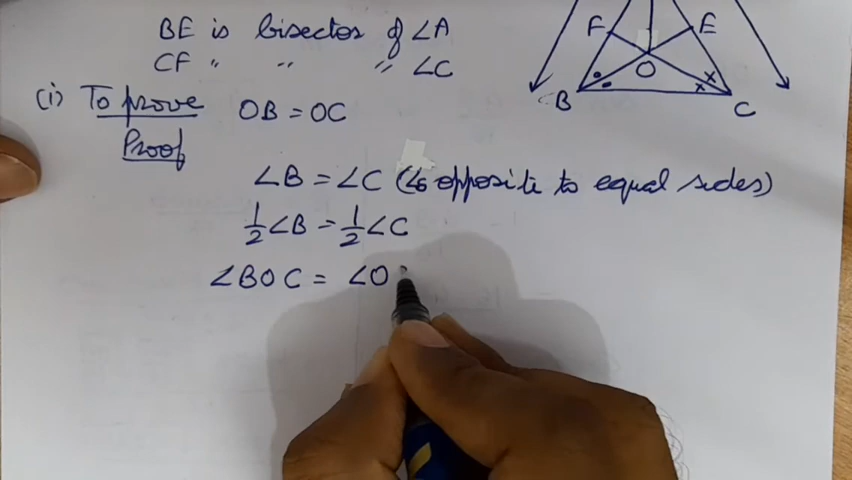 BE is bisector of ∠A
CF " " " ∠C
(i) To prove OB = OC
Proof
∠B = ∠C (∠s opposite to equal sides)
1/2 ∠B = 1/2 ∠C
∠BOC = ∠O
F E
O
B C